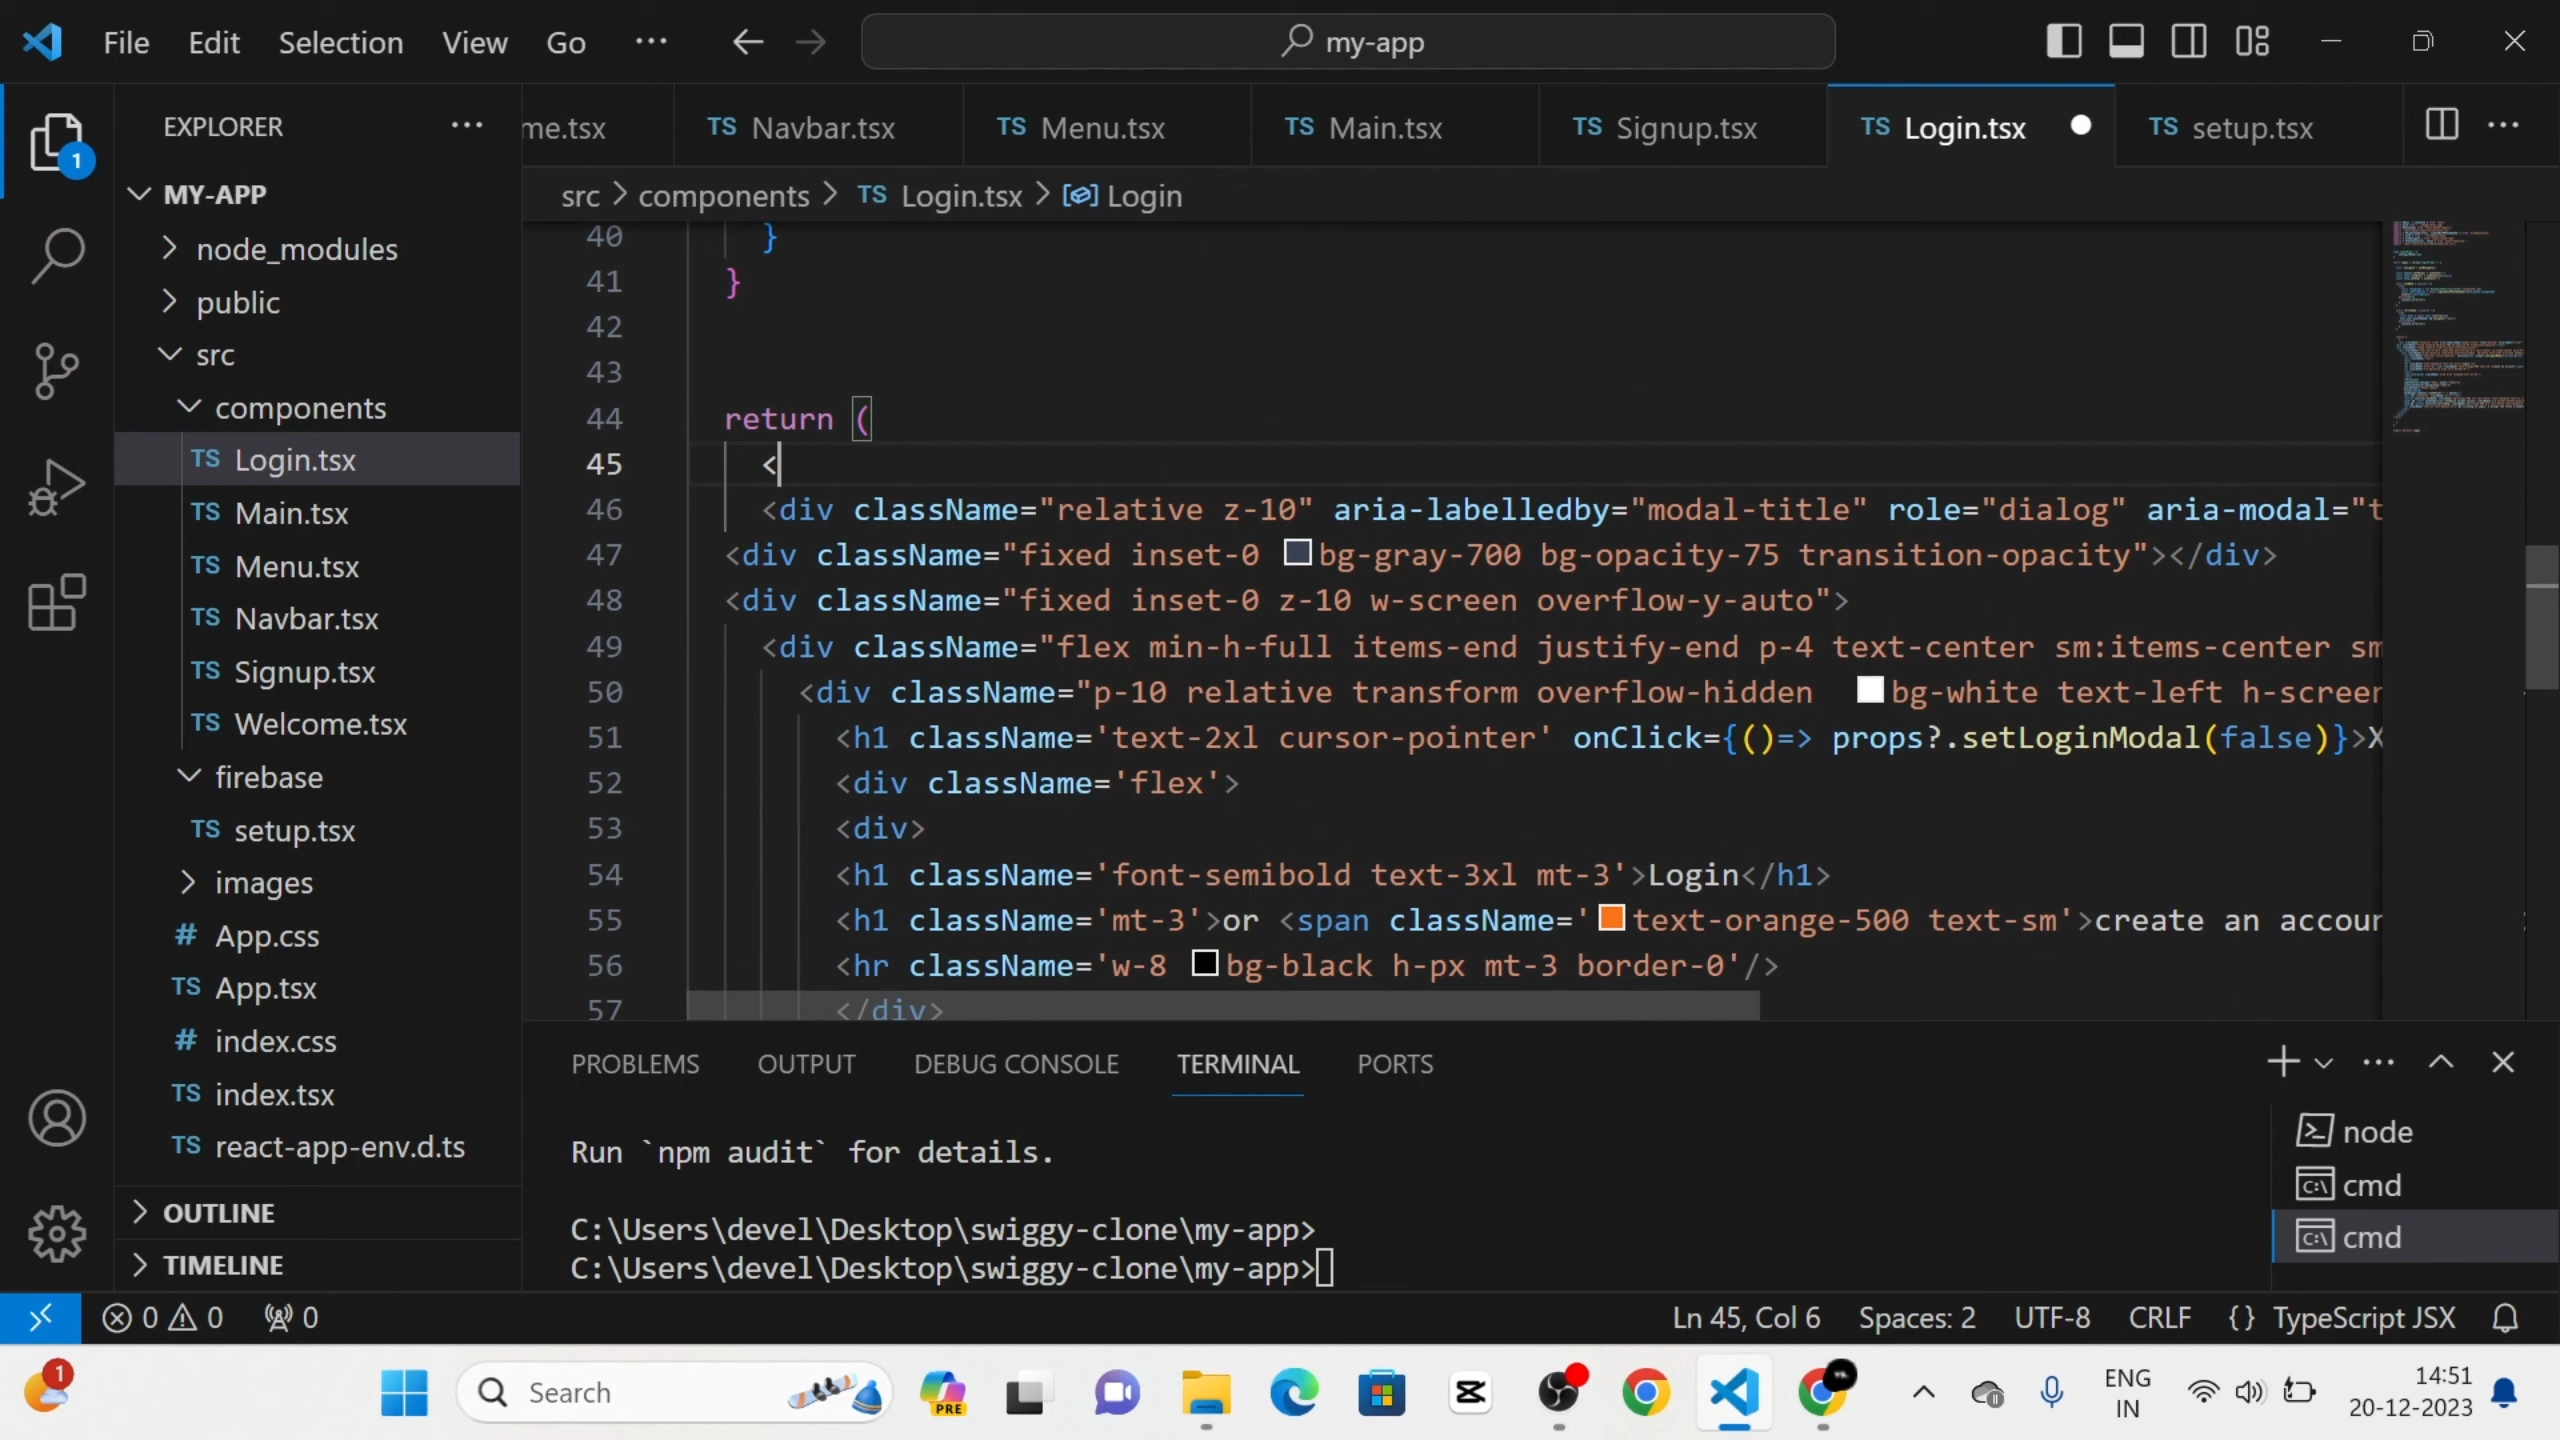 File Edit Selection View Go ··· my-app
EXPLORER ···
me.tsx TS Navbar.tsx TS Menu.tsx TS Main.tsx TS Signup.tsx TS Login.tsx TS setup.tsx ···
1
MY-APP
node_modules
public
src
components
TS Login.tsx
TS Main.tsx
TS Menu.tsx
TS Navbar.tsx
TS Signup.tsx
TS Welcome.tsx
firebase
TS setup.tsx
images
# App.css
TS App.tsx
# index.css
TS index.tsx
TS react-app-env.d.ts
OUTLINE
TIMELINE
src > components > TS Login.tsx > Login
40 }
41 }
42
43
44 return (
45 <
46 <div className="relative z-10" aria-labelledby="modal-title" role="dialog" aria-modal="t
47 <div className="fixed inset-0 bg-gray-700 bg-opacity-75 transition-opacity"></div>
48 <div className="fixed inset-0 z-10 w-screen overflow-y-auto">
49 <div className="flex min-h-full items-end justify-end p-4 text-center sm:items-center sm
50 <div className="p-10 relative transform overflow-hidden bg-white text-left h-screen
51 <h1 className='text-2xl cursor-pointer' onClick={()=> props?.setLoginModal(false)}>X
52 <div className='flex'>
53 <div>
54 <h1 className='font-semibold text-3xl mt-3'>Login</h1>
55 <h1 className='mt-3'>or <span className='text-orange-500 text-sm'>create an accoun
56 <hr className='w-8 bg-black h-px mt-3 border-0'/>
57 </div>
PROBLEMS OUTPUT DEBUG CONSOLE TERMINAL PORTS
Run `npm audit` for details.
C:\Users\devel\Desktop\swiggy-clone\my-app>
C:\Users\devel\Desktop\swiggy-clone\my-app>
node
cmd
cmd
0 0 0 Ln 45, Col 6 Spaces: 2 UTF-8 CRLF {} TypeScript JSX
1 Search PRE ENG
IN
14:51
20-12-2023